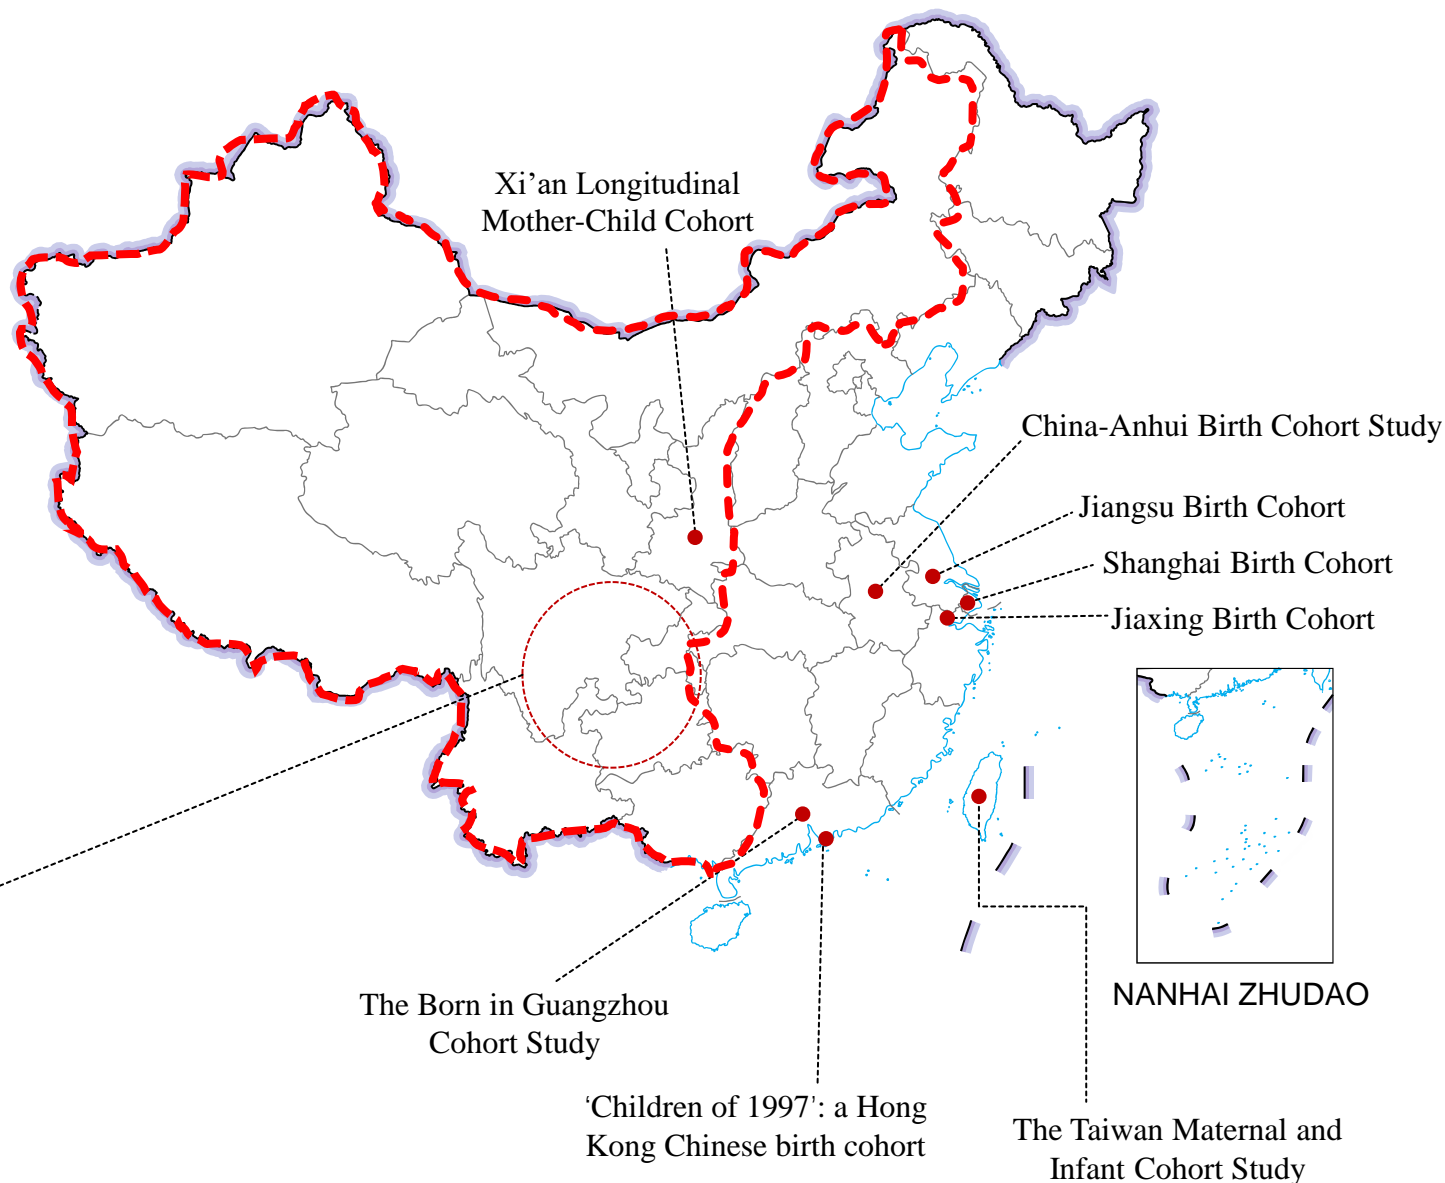 Xi’an Longitudinal
Mother-Child Cohort
China-Anhui Birth Cohort Study
Jiangsu Birth Cohort
Shanghai Birth Cohort
Jiaxing Birth Cohort
NANHAI ZHUDAO
The Born in Guangzhou
Cohort Study
‘Children of 1997’: a Hong
Kong Chinese birth cohort
The Taiwan Maternal and
Infant Cohort Study